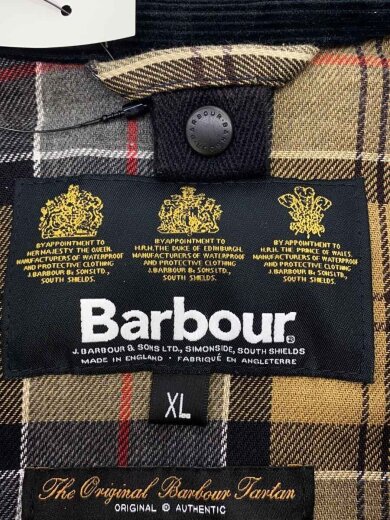 BARBOUR · BAR
BY APPOINTMENT TO
HER MAJESTY THE QUEEN.
MANUFACTURERS OF WATERPROOF
AND PROTECTIVE CLOTHING
J. BARBOUR & SONS LTD.,
SOUTH SHIELDS.
BY APPOINTMENT TO
H.R.H. THE DUKE OF EDINBURGH.
MANUFACTURERS OF WATERPROOF
AND PROTECTIVE CLOTHING
J. BARBOUR & SONS LTD.,
SOUTH SHIELDS.
BY APPOINTMENT TO
H.R.H. THE PRINCE OF WALES.
MANUFACTURERS OF WATERPROOF
AND PROTECTIVE CLOTHING
J. BARBOUR & SONS LTD.,
SOUTH SHIELDS.
Barbour®
J. BARBOUR & SONS LTD., SIMONSIDE, SOUTH SHIELDS
MADE IN ENGLAND · FABRIQUÉ EN ANGLETERRE
XL
The Original Barbour Tartan
ORIGINAL & AUTHENTIC